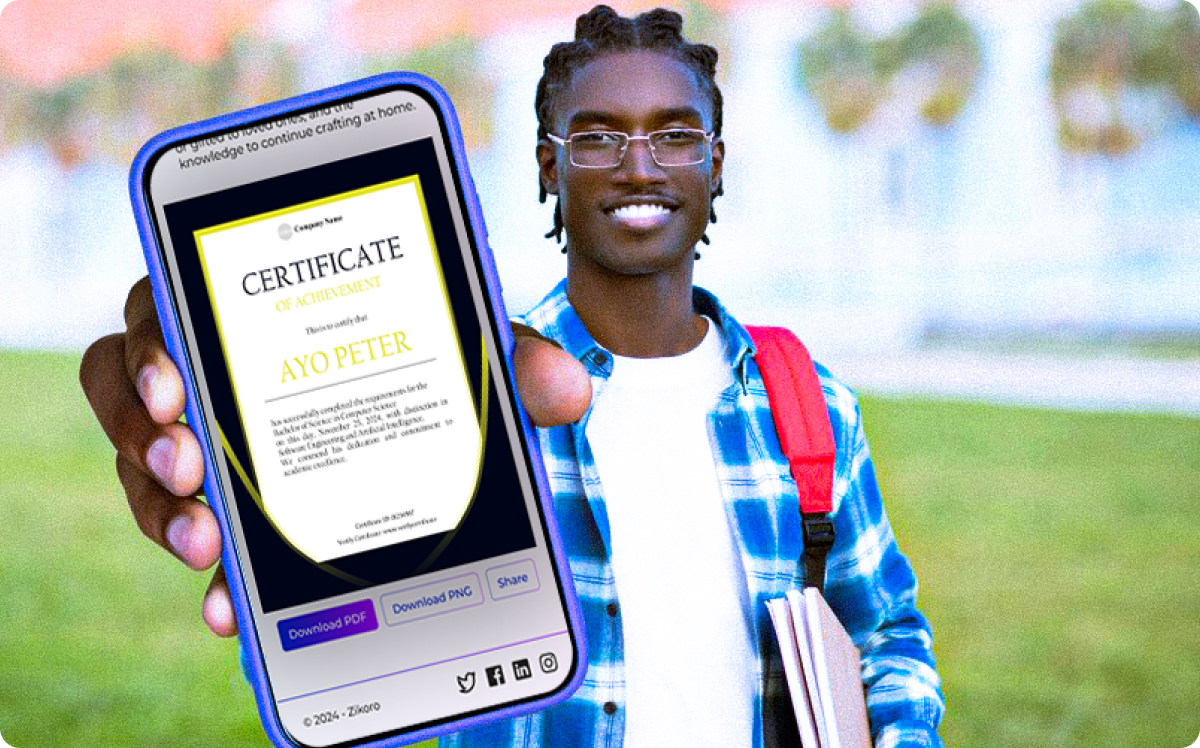 or gifted to loved ones, and the
knowledge to continue crafting at home.
Company Name
CERTIFICATE
OF ACHIEVEMENT
This is to certify that
AYO PETER
has successfully completed the requirements for the
Bachelor of Science in Computer Science
on this day, November 25, 2024, with distinction in
Software Engineering and Artificial Intelligence.
We commend his dedication and commitment to
academic excellence.
Certificate ID:
Verify Certificate: www.verifycertificate
Download PDF
Download PNG
Share
© 2024 - Zikoro